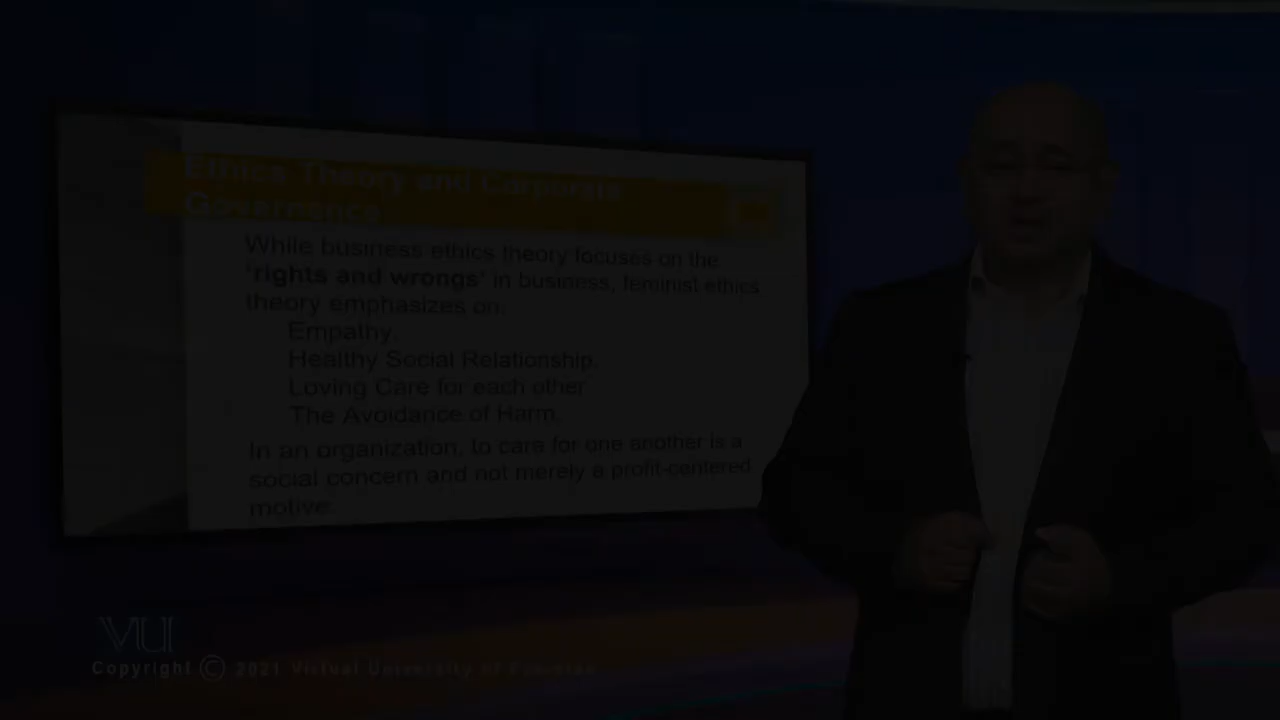 Ethics Theory and Corporate
Governance
While business ethics theory focuses on the
'rights and wrongs' in business, feminist ethics
theory emphasizes on:
Empathy.
Healthy Social Relationship.
Loving Care for each other
The Avoidance of Harm.
In an organization, to care for one another is a
social concern and not merely a profit-centered
motive.
VU
Copyright © 2021 Virtual University of Pakistan